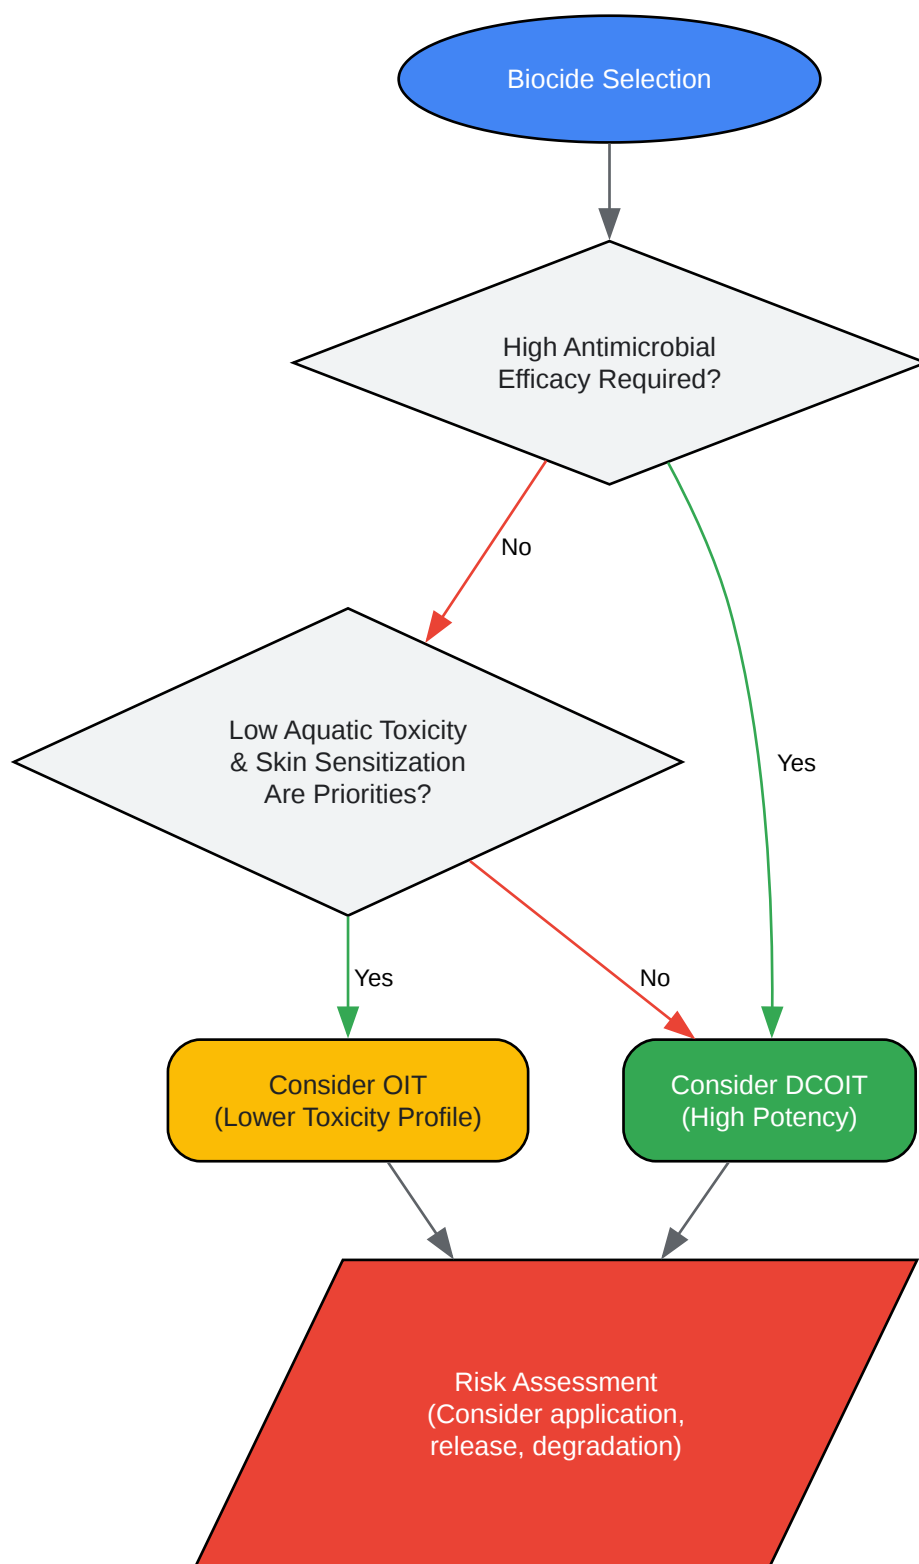 Biocide Selection
High Antimicrobial
Efficacy Required?
No
Yes
Low Aquatic Toxicity
& Skin Sensitization
Are Priorities?
Yes
No
Consider OIT
(Lower Toxicity Profile)
Consider DCOIT
(High Potency)
Risk Assessment
(Consider application,
release, degradation)